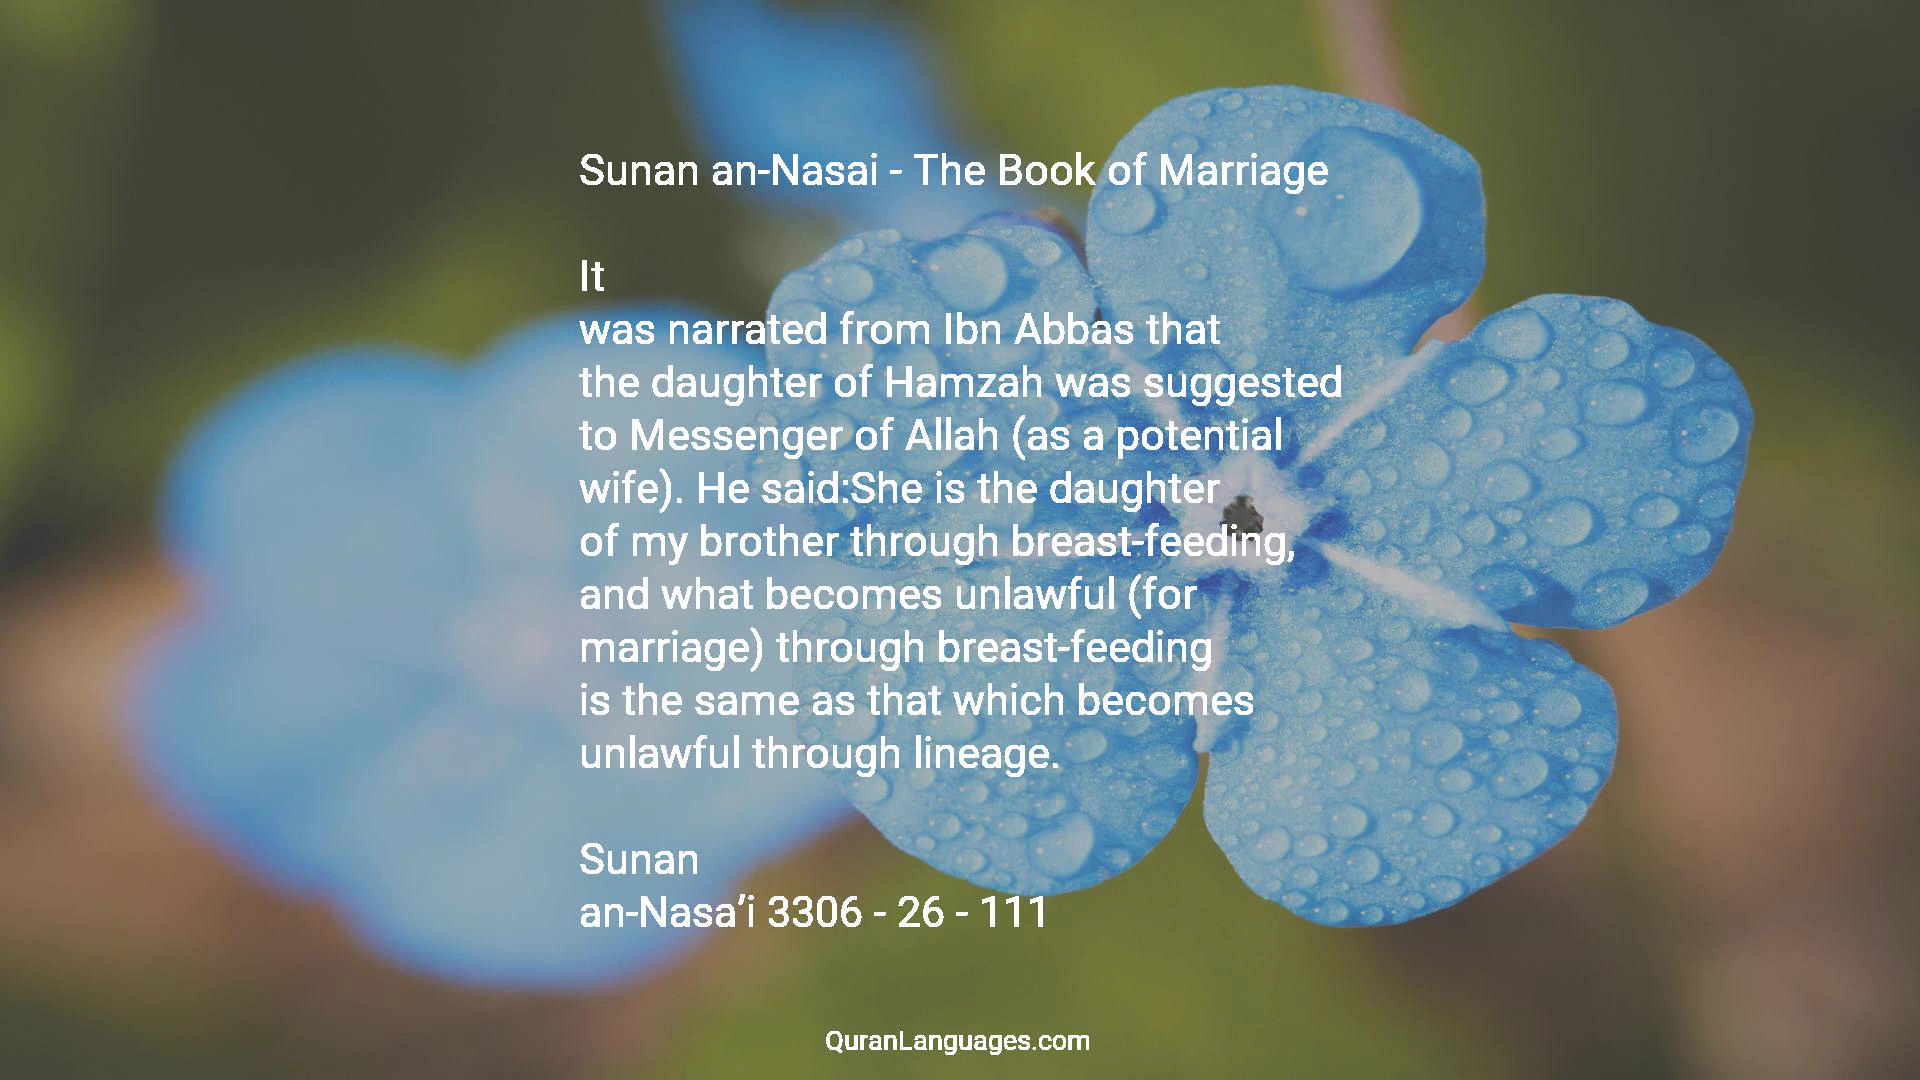 Sunan an-Nasai - The Book of Marriage
It
was narrated from Ibn Abbas that
the daughter of Hamzah was suggested
to Messenger of Allah (as a potential
wife). He said:She is the daughter
of my brother through breast-feeding,
and what becomes unlawful (for
marriage) through breast-feeding
is the same as that which becomes
unlawful through lineage.
Sunan
an-Nasa’i 3306 - 26 - 111
QuranLanguages.com